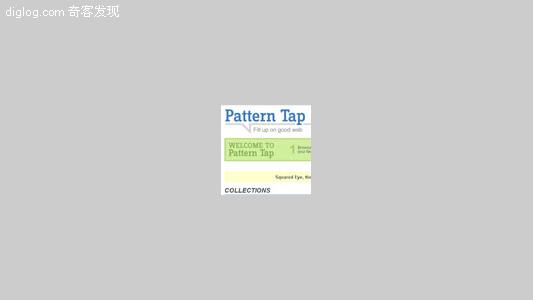 diglog.com 奇客发现
Pattern Tap
Fill up on good web
WELCOME TO
Pattern Tap
1
Squared Eye,
COLLECTIONS